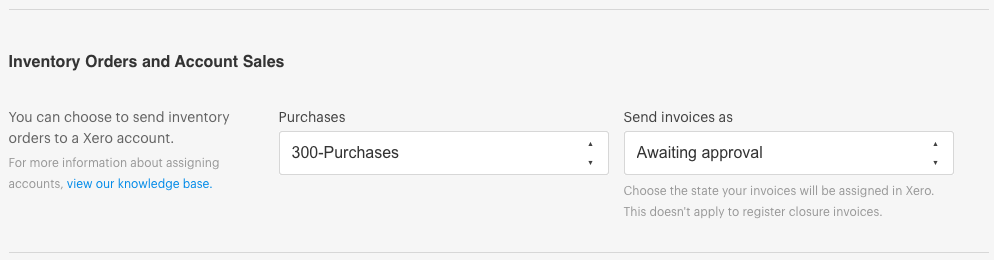 Inventory Orders and Account Sales
You can choose to send inventory
orders to a Xero account.
For more information about assigning
accounts, view our knowledge base.
Purchases
300-Purchases
Send invoices as
Awaiting approval
Choose the state your invoices will be assigned in Xero.
This doesn't apply to register closure invoices.